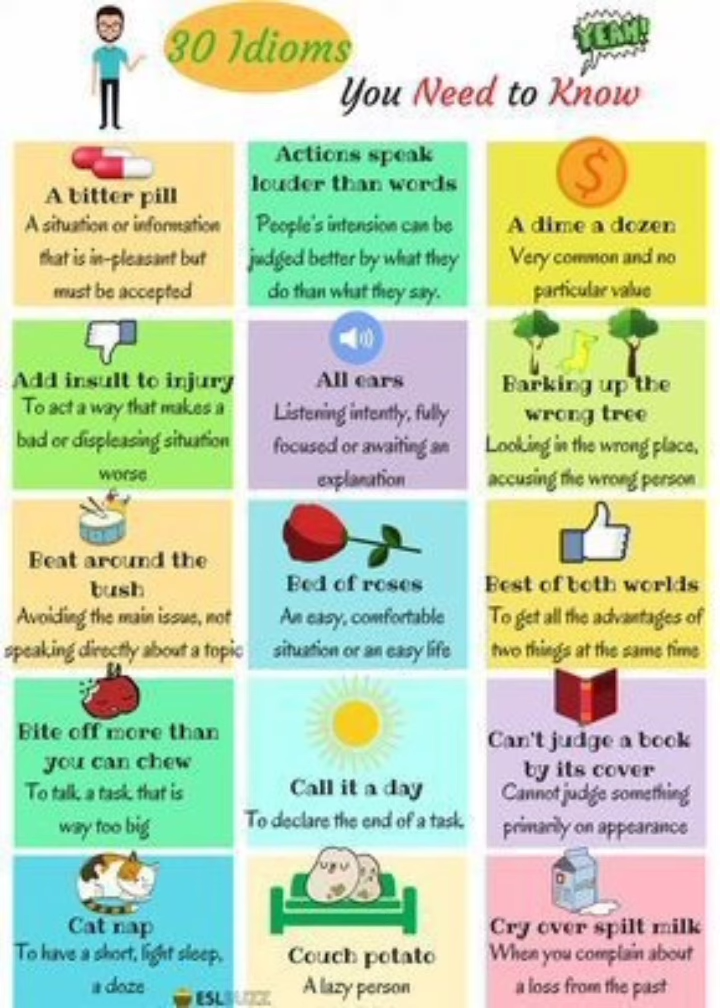 30 Idioms
YEAH!
You Need to Know
A bitter pill
A situation or information
that is in-pleasant but
must be accepted
Actions speak
louder than words
People's intension can be
judged better by what they
do than what they say.
A dime a dozen
Very common and no
particular value
Add insult to injury
To act a way that makes a
bad or displeasing situation
worse
All ears
Listening intently, fully
focused or awaiting an
explanation
Barking up the
wrong tree
Looking in the wrong place,
accusing the wrong person
Beat around the
bush
Avoiding the main issue, not
speaking directly about a topic
Bed of roses
An easy, comfortable
situation or an easy life
Best of both worlds
To get all the advantages of
two things at the same time
Bite off more than
you can chew
To talk a task that is
way too big
Call it a day
To declare the end of a task
Can't judge a book
by its cover
Cannot judge something
primarily on appearance
Cat nap
To have a short, light sleep,
a doze
Couch potato
A lazy person
Cry over spilt milk
When you complain about
a loss from the past
ESLBUZZ